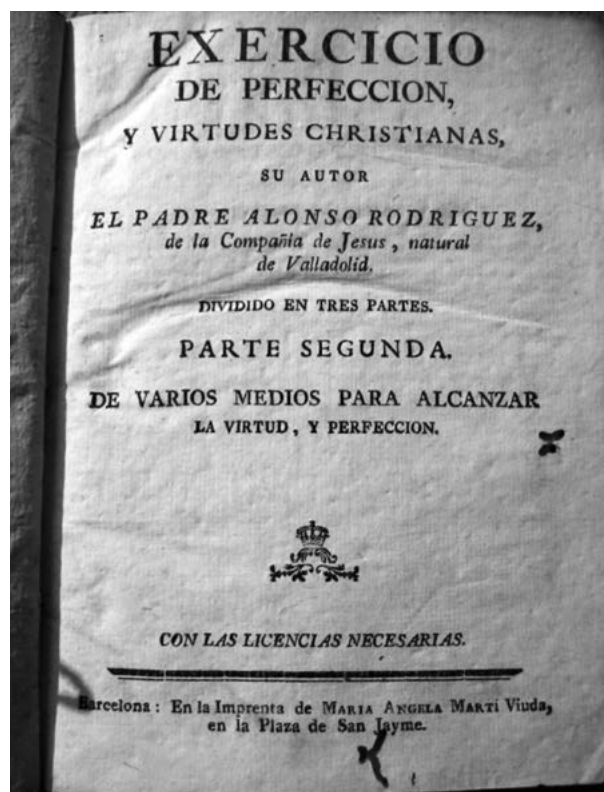 EXERCICIO
DE PERFECCION,
Y VIRTUDES CHRISTIANAS,
SU AUTOR
EL PADRE ALONSO RODRIGUEZ,
de la Compañia de Jesus, natural
de Valladolid.
DIVIDIDO EN TRES PARTES.
PARTE SEGUNDA.
DE VARIOS MEDIOS PARA ALCANZAR
LA VIRTUD, Y PERFECCION.
CON LAS LICENCIAS NECESARIAS.
Barcelona: En la Imprenta de MARIA ANGELA MARTÍ Viuda,
en la Plaza de San Jayme.